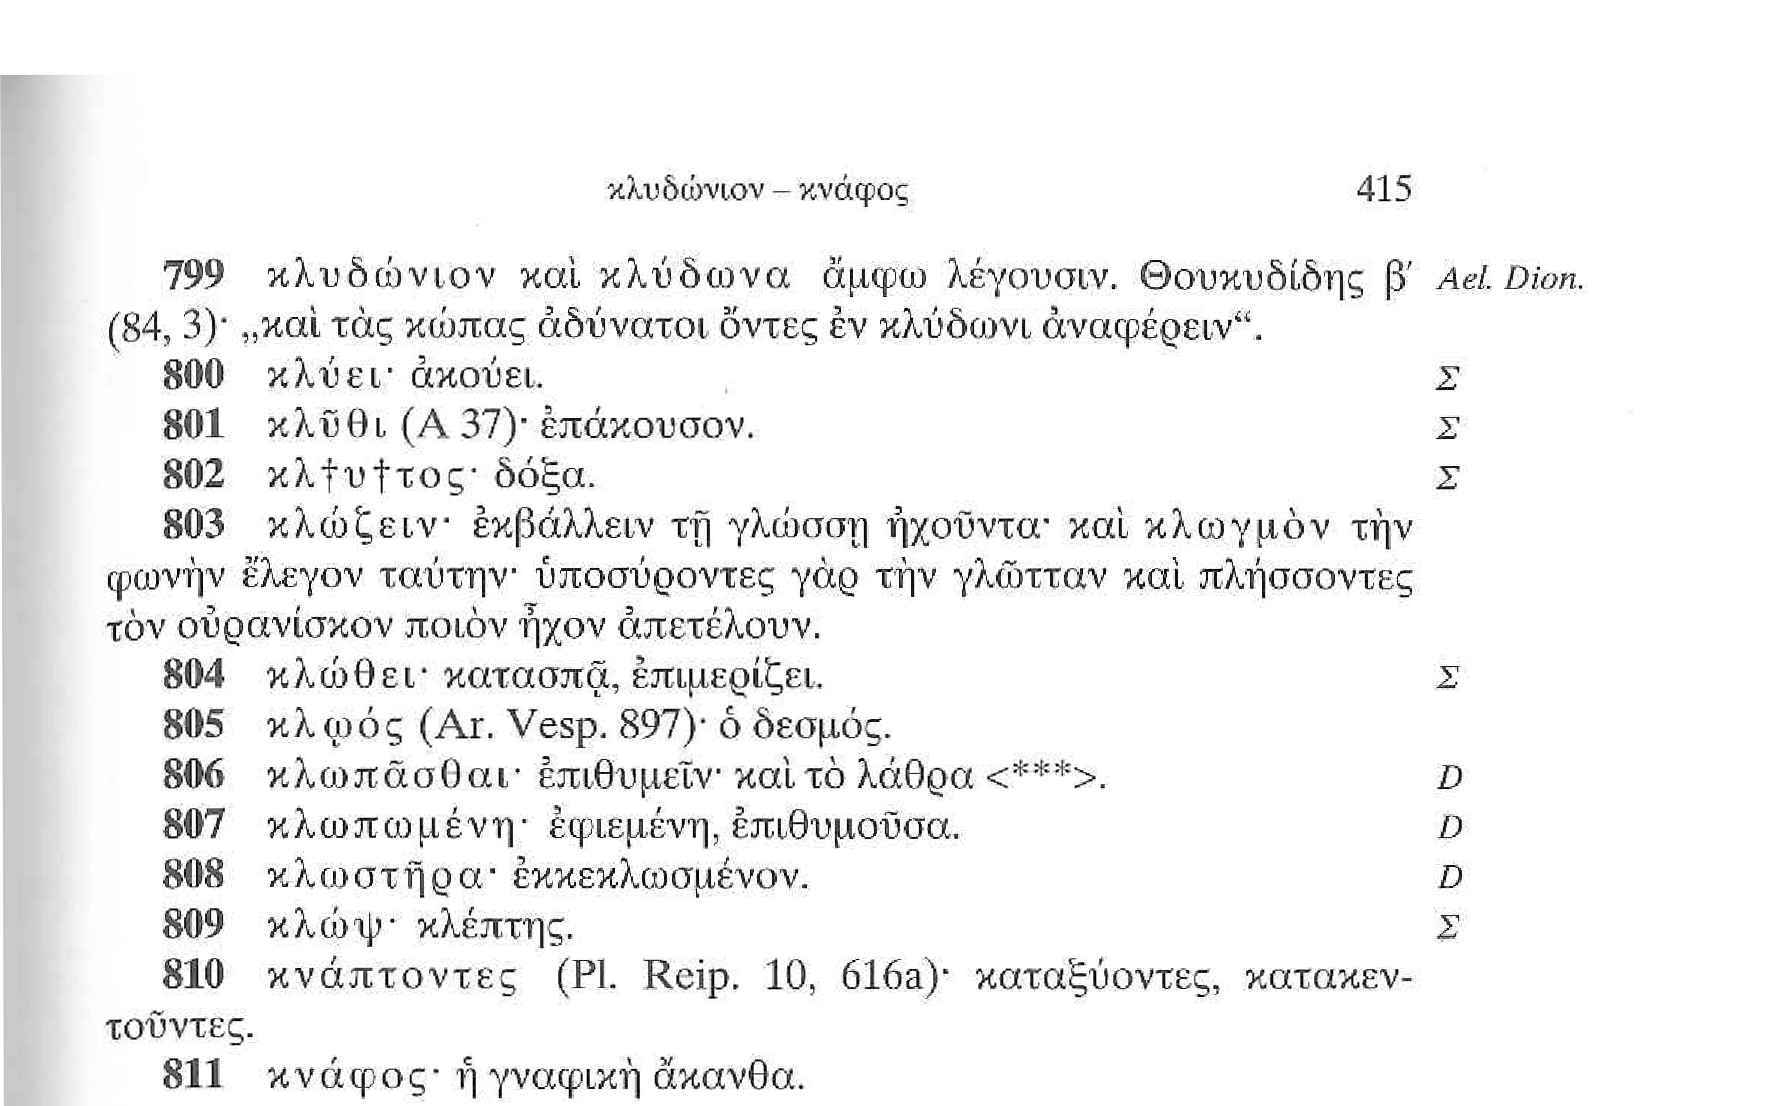 κλυδώνιον – κνάφος 415
799 κλυδώνιον καὶ κλύδωνα ἄμφω λέγουσιν. Θουκυδίδης β′ Ael. Dion.
(84, 3)· „καὶ τὰς κώπας ἀδύνατοι ὄντες ἐν κλύδωνι ἀναφέρειν“.
800 κλύει· ἀκούει. Σ
801 κλῦθι (Α 37)· ἐπάκουσον. Σ
802 κλ†υ†τος· δόξα. Σ
803 κλώζειν· ἐκβάλλειν τῇ γλώσσῃ ἠχοῦντα· καὶ κλωγμὸν τὴν
φωνὴν ἔλεγον ταύτην· ὑποσύροντες γὰρ τὴν γλῶτταν καὶ πλήσσοντες
τὸν οὐρανίσκον ποιὸν ἦχον ἀπετέλουν.
804 κλώθει· κατασπᾷ, ἐπιμερίζει. Σ
805 κλῳός (Ar. Vesp. 897)· ὁ δεσμός.
806 κλωπᾶσθαι· ἐπιθυμεῖν· καὶ τὸ λάθρα <***>. D
807 κλωπωμένη· ἐφιεμένη, ἐπιθυμοῦσα. D
808 κλωστῆρα· ἐκκεκλωσμένον. D
809 κλώψ· κλέπτης. Σ
810 κνάπτοντες (Pl. Reip. 10, 616a)· καταξύοντες, κατακεν-
τοῦντες.
811 κνάφος· ἡ γναφικὴ ἄκανθα.